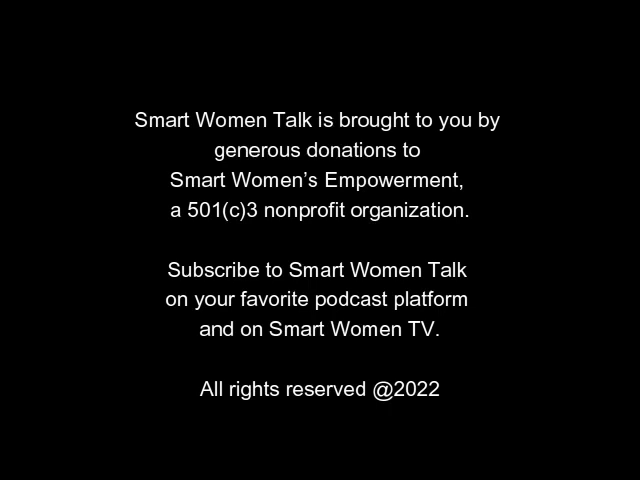 Smart Women Talk is brought to you by
generous donations to
Smart Women’s Empowerment,
a 501(c)3 nonprofit organization.
Subscribe to Smart Women Talk
on your favorite podcast platform
and on Smart Women TV.
All rights reserved @2022